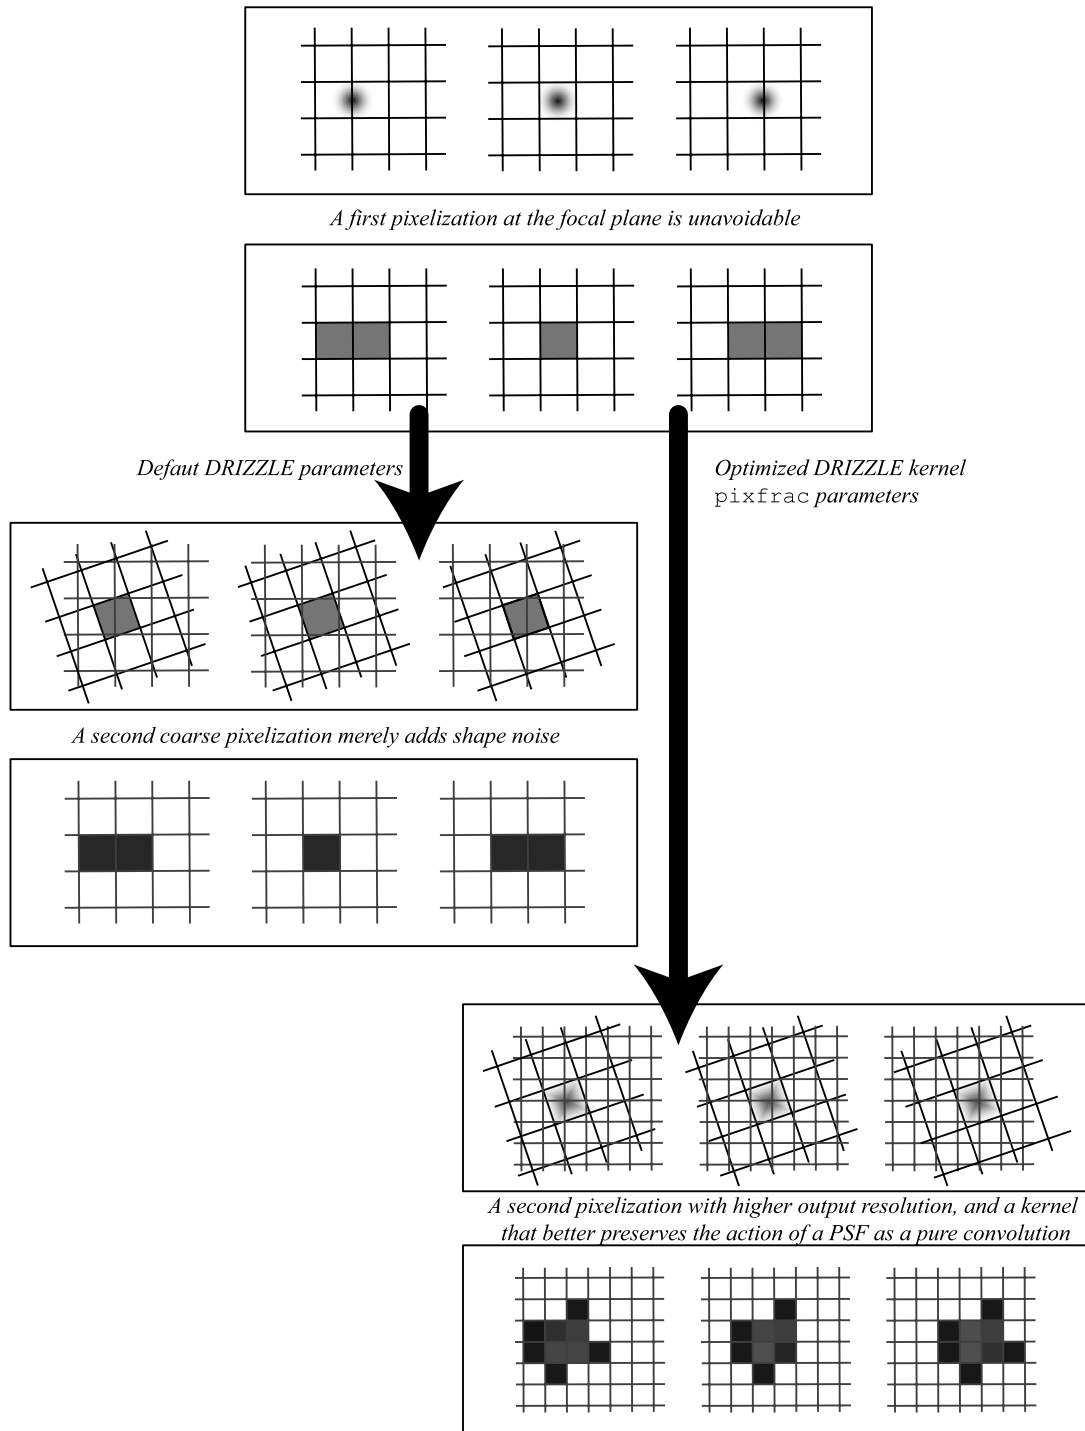 A first pixelization at the focal plane is unavoidable
Defaut DRIZZLE parameters
Optimized DRIZZLE kernel
pixfrac parameters
A second coarse pixelization merely adds shape noise
A second pixelization with higher output resolution, and a kernel
that better preserves the action of a PSF as a pure convolution